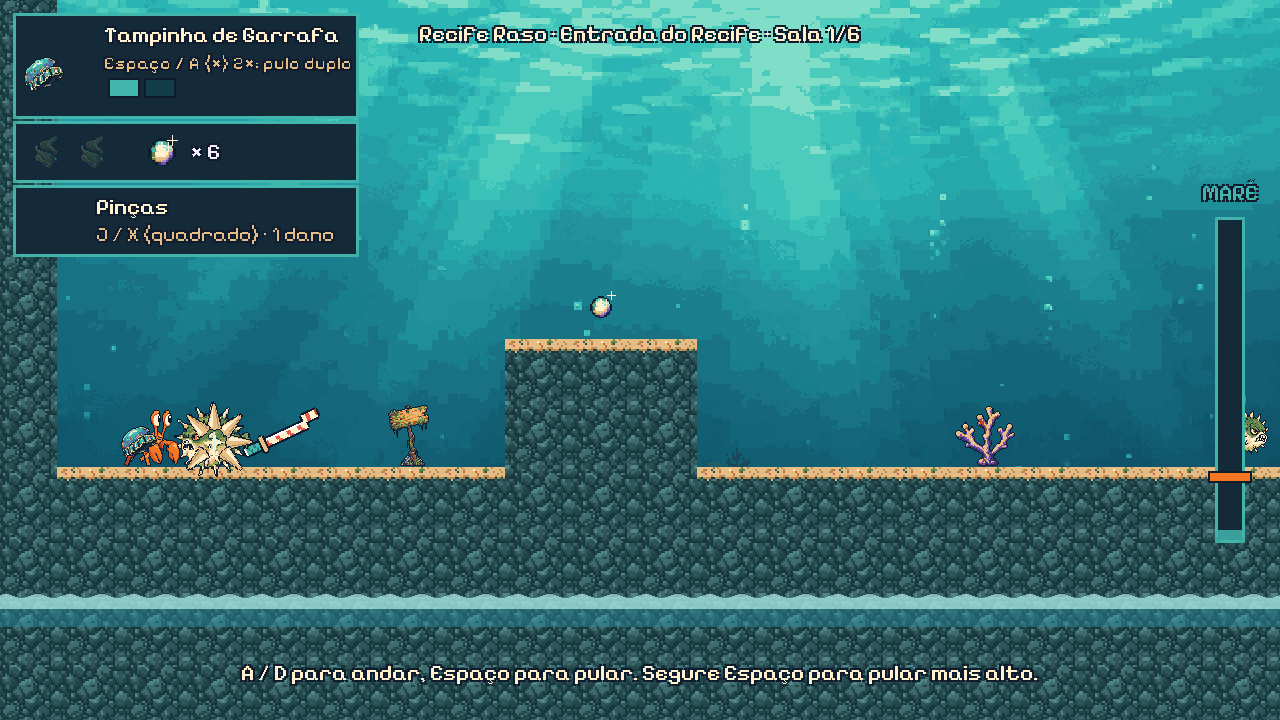 Tampinha de Garrafa
Espaço / A (×) 2×: pulo duplo
× 6
Pinças
J / X (quadrado) · 1 dano
Recife Raso · Entrada do Recife · Sala 1/6
MARÉ
A / D para andar, Espaço para pular. Segure Espaço para pular mais alto.